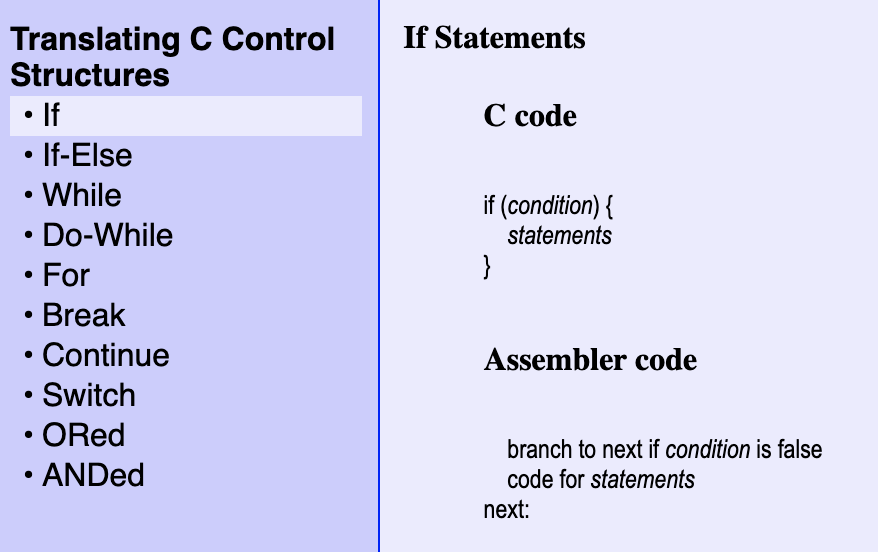 Translating C Control
Structures
• If
• If-Else
• While
• Do-While
• For
• Break
• Continue
• Switch
• ORed
• ANDed
If Statements
C code
if (condition) {
statements
}
Assembler code
branch to next if condition is false
code for statements
next: